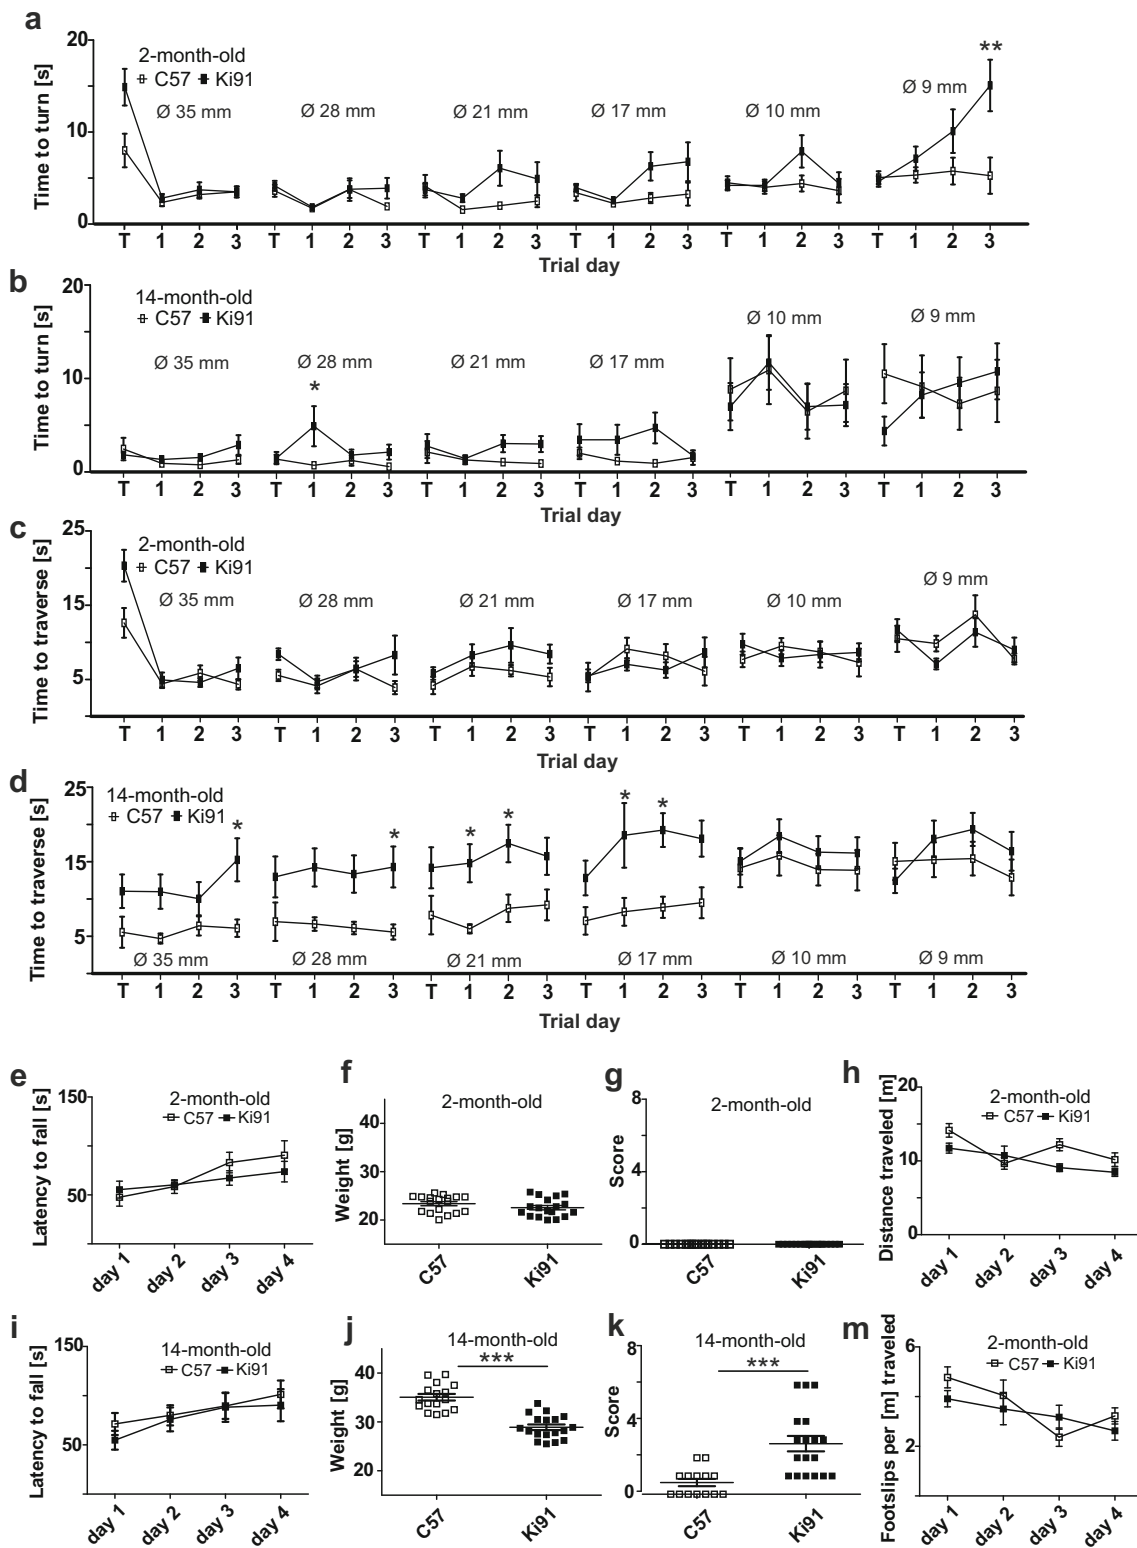 a
Time to turn [s]
20
10
0
2-month-old
C57 Ki91
Ø 35 mm Ø 28 mm Ø 21 mm Ø 17 mm Ø 10 mm Ø 9 mm
**
T 1 2 3 T 1 2 3 T 1 2 3 T 1 2 3 T 1 2 3 T 1 2 3
Trial day
b
Time to turn [s]
20
10
0
14-month-old
C57 Ki91
Ø 35 mm Ø 28 mm Ø 21 mm Ø 17 mm Ø 10 mm Ø 9 mm
*
T 1 2 3 T 1 2 3 T 1 2 3 T 1 2 3 T 1 2 3 T 1 2 3
Trial day
c
Time to traverse [s]
25
15
5
2-month-old
C57 Ki91
Ø 35 mm Ø 28 mm Ø 21 mm Ø 17 mm Ø 10 mm Ø 9 mm
T 1 2 3 T 1 2 3 T 1 2 3 T 1 2 3 T 1 2 3 T 1 2 3
Trial day
d
Time to traverse [s]
25
15
5
14-month-old
C57 Ki91
* * * * * *
Ø 35 mm Ø 28 mm Ø 21 mm Ø 17 mm Ø 10 mm Ø 9 mm
T 1 2 3 T 1 2 3 T 1 2 3 T 1 2 3 T 1 2 3 T 1 2 3
Trial day
e
Latency to fall [s]
150
50
2-month-old
C57 Ki91
day 1 day 2 day 3 day 4
f
Weight [g]
40
30
20
2-month-old
C57 Ki91
g
Score
8
4
0
2-month-old
C57 Ki91
h
Distance traveled [m]
20
10
0
2-month-old
C57 Ki91
day 1 day 2 day 3 day 4
i
Latency to fall [s]
150
50
14-month-old
C57 Ki91
day 1 day 2 day 3 day 4
j
Weight [g]
40
30
20
14-month-old
***
C57 Ki91
k
Score
8
4
0
14-month-old
***
C57 Ki91
m
Footslips per [m] traveled
6
2
2-month-old
C57 Ki91
day 1 day 2 day 3 day 4